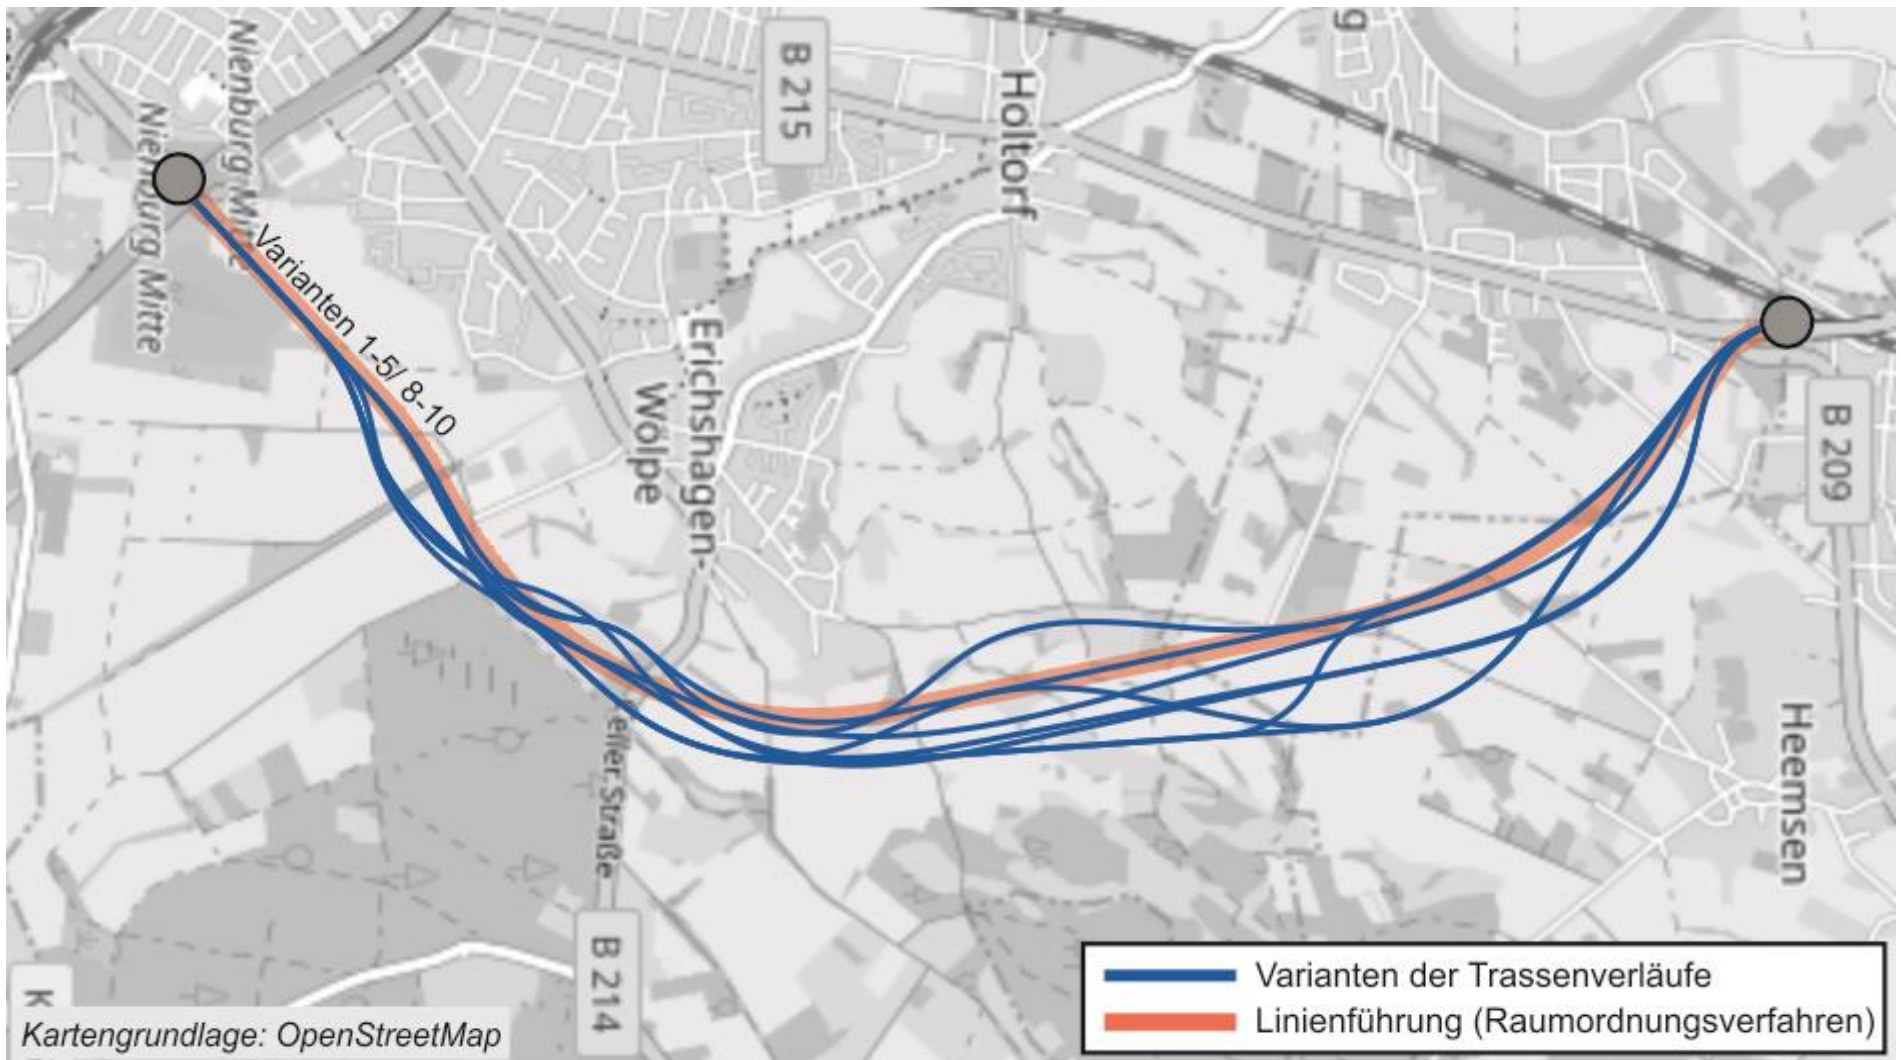 Nienburg Mitte
Nienburg Mitte
B 215
Holtorf
g
Varianten 1-5/ 8-10
Erichshagen-
Wölpe
B 209
Heemsen
eller Straße
B 214
K
Varianten der Trassenverläufe
Linienführung (Raumordnungsverfahren)
Kartengrundlage: OpenStreetMap